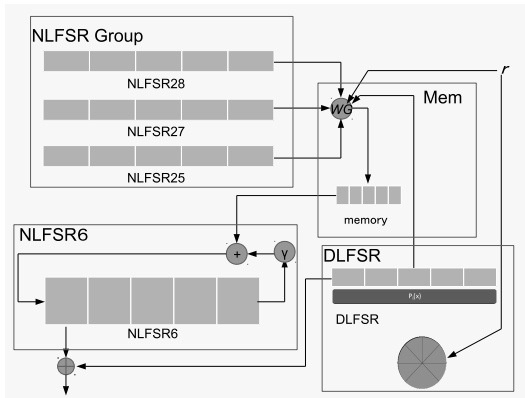 NLFSR Group
NLFSR28
NLFSR27
NLFSR25
WG
r
Mem
memory
NLFSR6
+
γ
NLFSR6
DLFSR
DLFSR